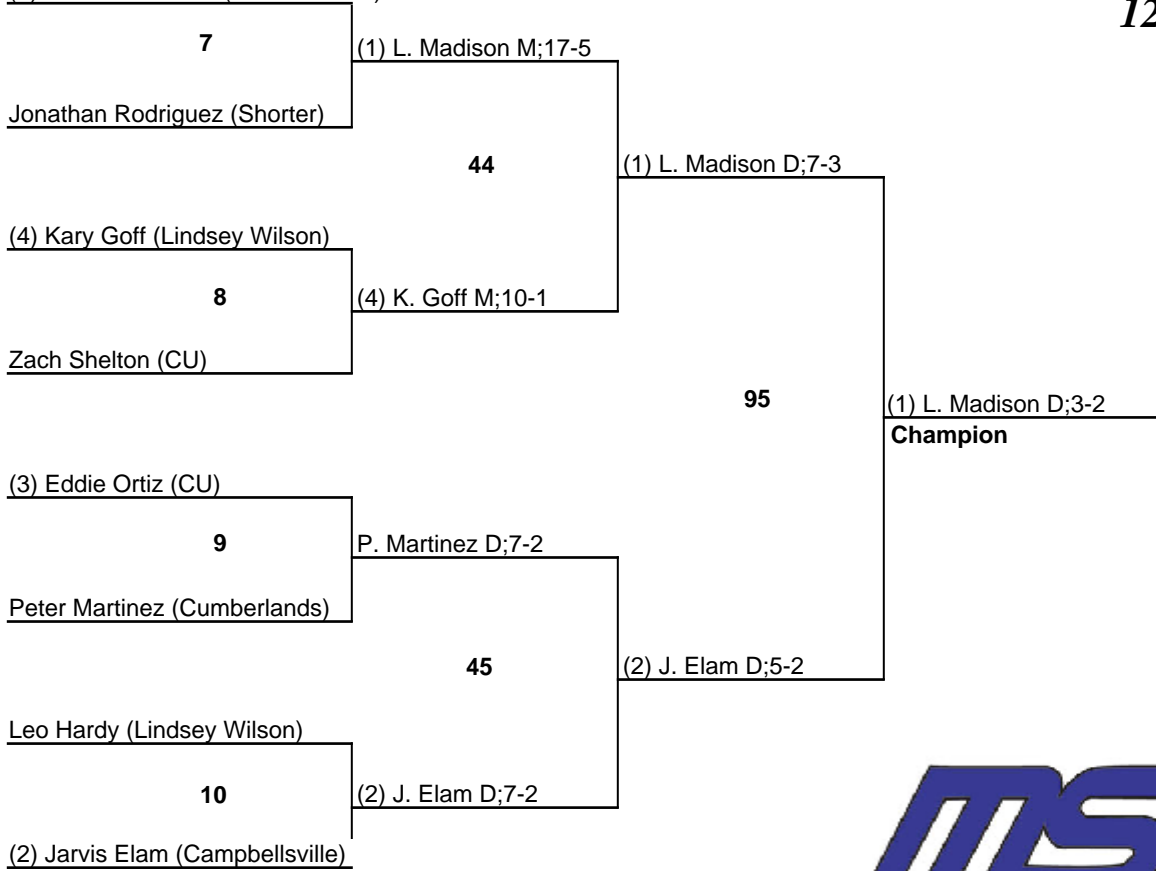 12
7
(1) L. Madison M;17-5
Jonathan Rodriguez (Shorter)
44
(1) L. Madison D;7-3
(4) Kary Goff (Lindsey Wilson)
8
(4) K. Goff M;10-1
Zach Shelton (CU)
95
(1) L. Madison D;3-2
Champion
(3) Eddie Ortiz (CU)
9
P. Martinez D;7-2
Peter Martinez (Cumberlands)
45
(2) J. Elam D;5-2
Leo Hardy (Lindsey Wilson)
10
(2) J. Elam D;7-2
(2) Jarvis Elam (Campbellsville)
MS